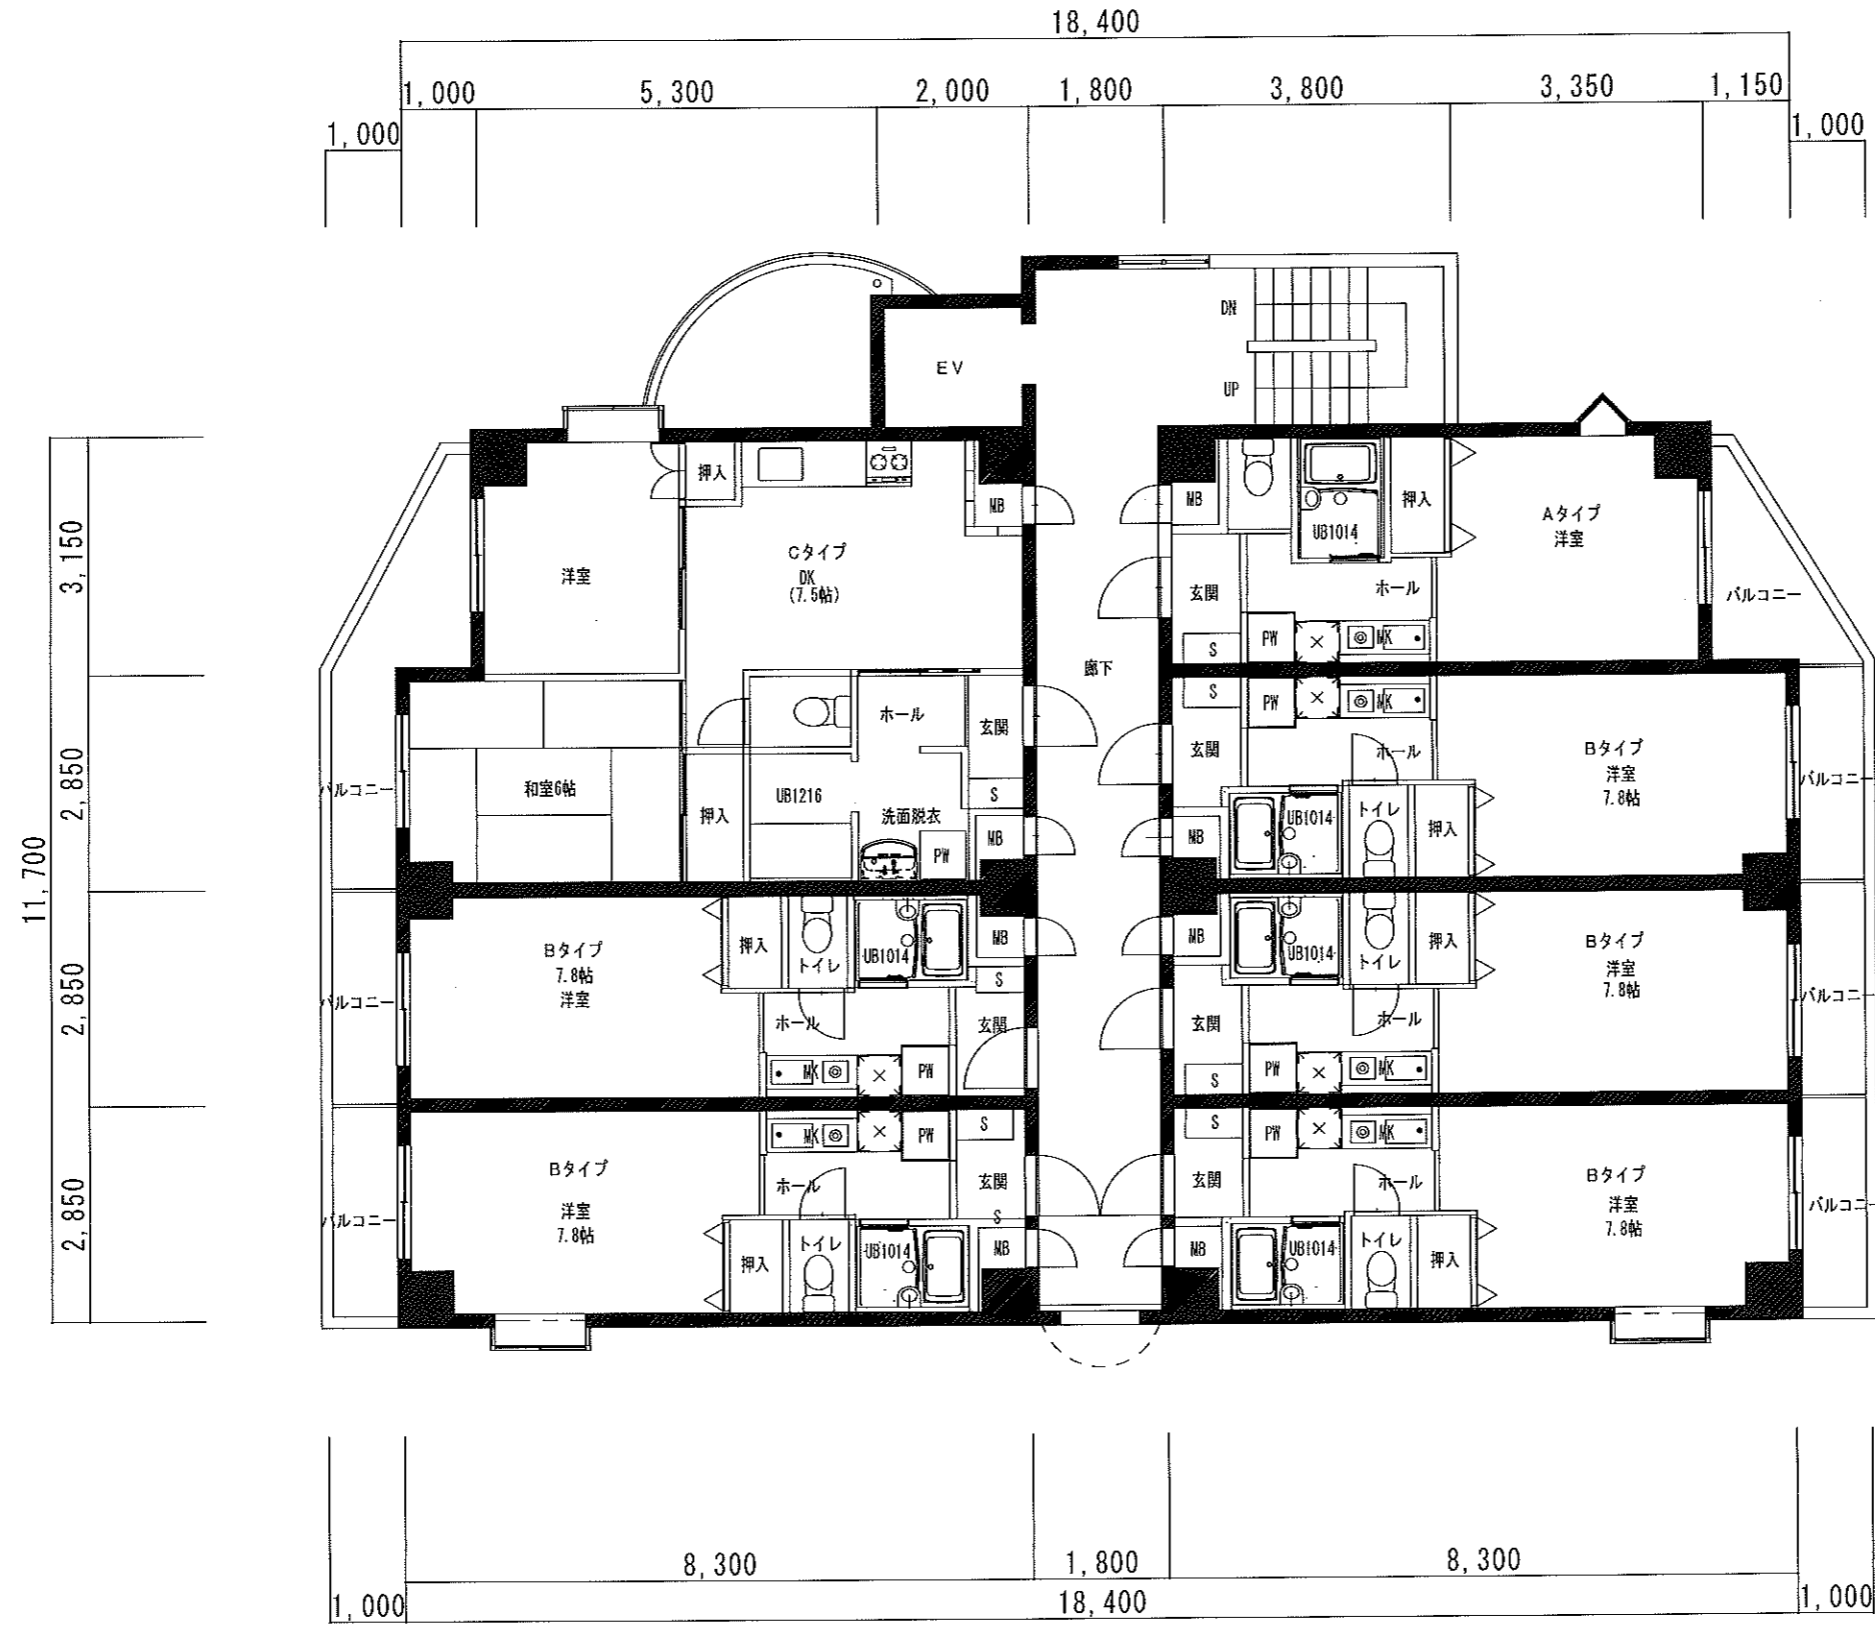 18,400
1,000 5,300 2,000 1,800 3,800 3,350 1,150
1,000 1,000
DN
EV
UP
押入
MB
MB
押入
UB1014
Aタイプ
洋室
Cタイプ
DK
(7.5帖)
洋室
3,150
玄関
ホール
バルコニー
PW
MK
S
廊下
S
PW
MK
ホール
玄関
玄関
ホール
Bタイプ
洋室
7.8帖
2,850
バルコニー
和室6帖
押入
UB1216
S
洗面脱衣
PW
MB
MB
UB1014
トイレ
押入
バルコニー
11,700
Bタイプ
7.8帖
洋室
押入
トイレ
UB1014
MB
S
MB
UB1014
トイレ
押入
Bタイプ
洋室
7.8帖
2,850
バルコニー
バルコニー
ホール
玄関
玄関
ホール
MK
PW
PW
MK
S
MK
PW
S
S
PW
MK
Bタイプ
洋室
7.8帖
ホール
玄関
S
玄関
ホール
Bタイプ
洋室
7.8帖
2,850
バルコニー
バルコニー
押入
トイレ
UB1014
MB
MB
UB1014
トイレ
押入
8,300 1,800 8,300
1,000 18,400 1,000